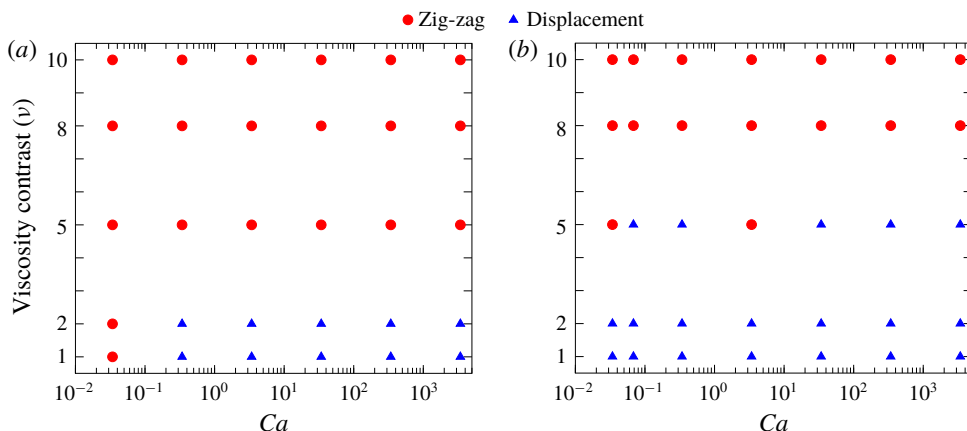 Zig-zag Displacement
(a) (b)
10 10
8 8
Viscosity contrast (ν)
5 5
2 2
1 1
10⁻² 10⁻¹ 10⁰ 10¹ 10² 10³ 10⁻² 10⁻¹ 10⁰ 10¹ 10² 10³
Ca Ca